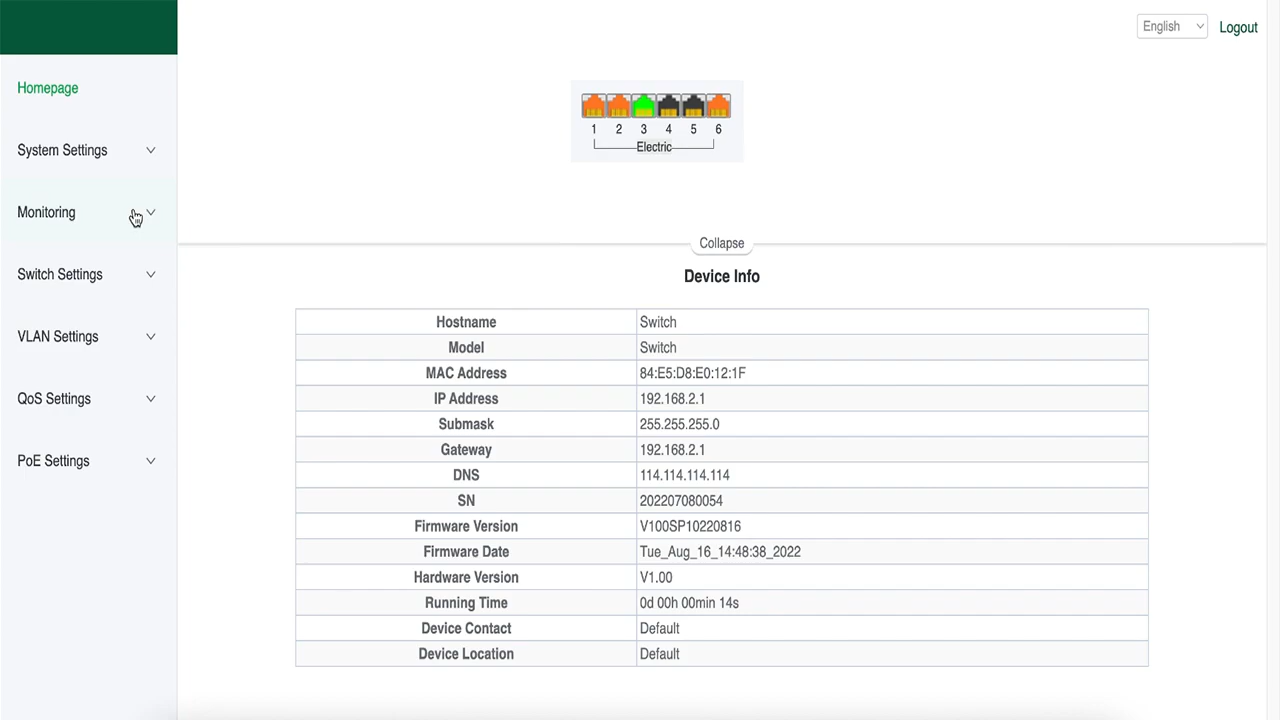 English
Logout
Homepage
System Settings
Monitoring
Switch Settings
VLAN Settings
QoS Settings
PoE Settings
1 2 3 4 5 6
Electric
Collapse
Device Info
Hostname Switch
Model Switch
MAC Address 84:E5:D8:E0:12:1F
IP Address 192.168.2.1
Submask 255.255.255.0
Gateway 192.168.2.1
DNS 114.114.114.114
SN 202207080054
Firmware Version V100SP10220816
Firmware Date Tue_Aug_16_14:48:38_2022
Hardware Version V1.00
Running Time 0d 00h 00min 14s
Device Contact Default
Device Location Default